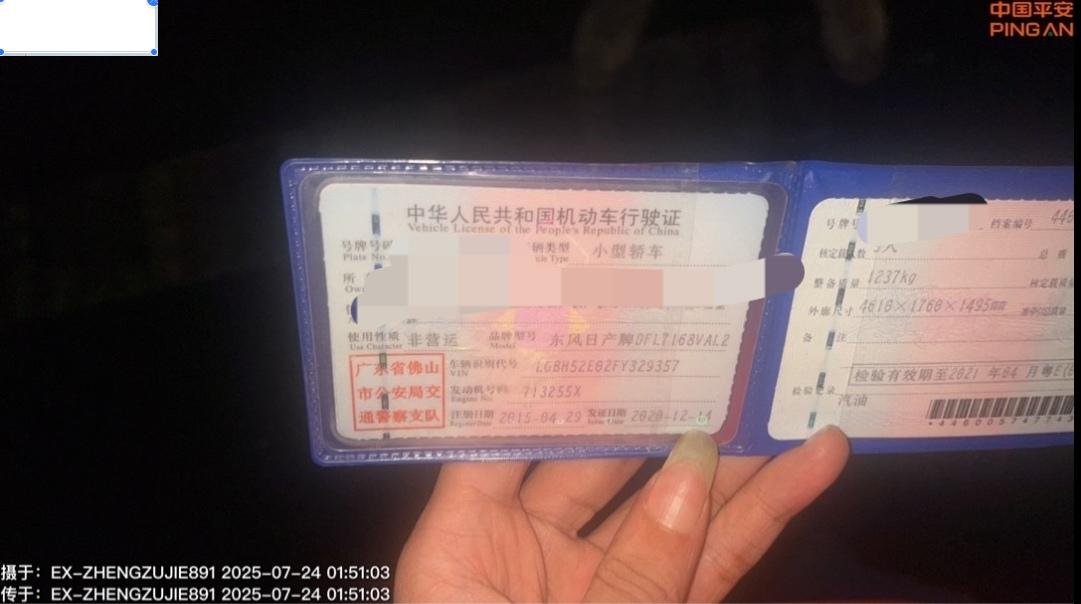 中国平安
PING AN
中华人民共和国机动车行驶证
Vehicle License of the People's Republic of China
号牌号码
Plate No.
辆类型 小型轿车
cle Type
所
Own
使用性质 非营运
Use Character
品牌型号 东风日产牌DFL7168VAL2
Model
广东省佛山
市公安局交
通警察支队
车辆识别代号 LGBH52E02FY329357
VIN
发动机号码 713255X
Engine No.
注册日期 2015-04-29 发证日期 2020-12-14
Register Date Issue Date
号牌号 档案编号 446
核定载人数 5人 总 质
整备质量 1237kg 核定载质量
外廓尺寸 4618×1760×1495mm
备 注
检验有效期至2021 年04 月粤E(
检验记录
汽油
摄于： EX-ZHENGZUJIE891 2025-07-24 01:51:03
传于： EX-ZHENGZUJIE891 2025-07-24 01:51:03